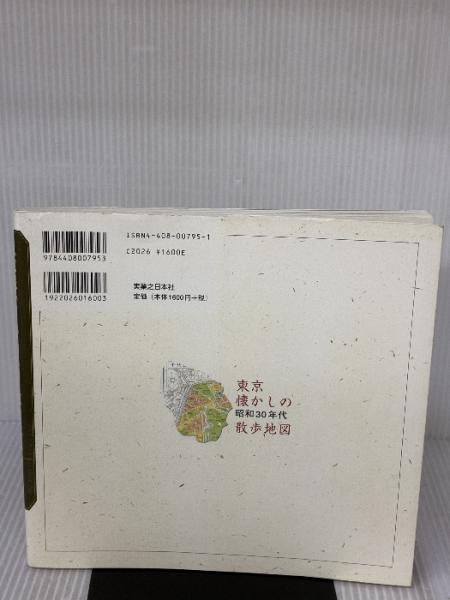 ISBN4-408-00795-1
C2026 ¥1600E
9784408007953
1922026016003
実業之日本社
定価(本体1600円+税)
東京
懐かしの
昭和30年代
散歩地図